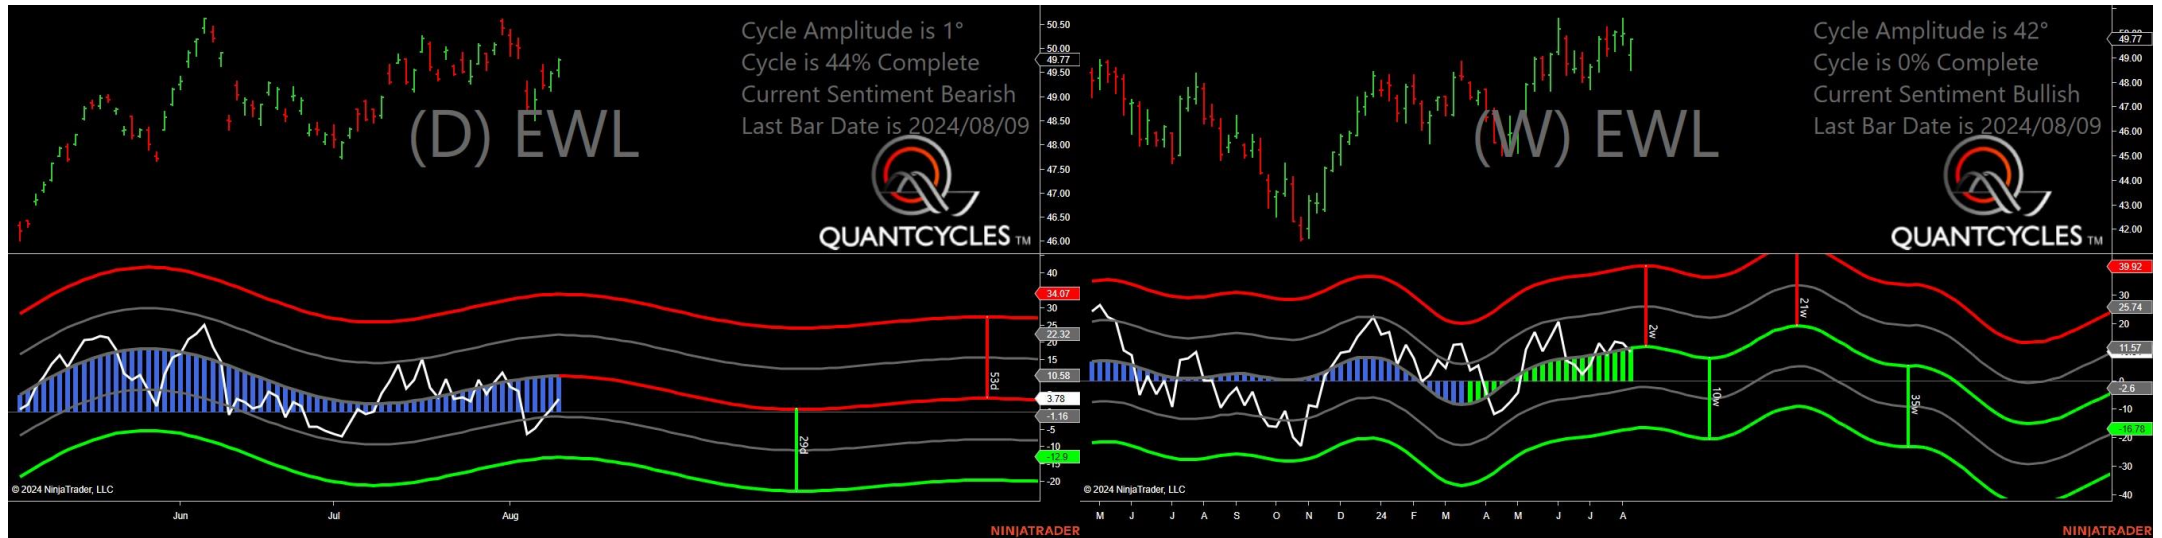 Cycle Amplitude is 1°
Cycle is 44% Complete
Current Sentiment Bearish
Last Bar Date is 2024/08/09
(D) EWL
QUANTCYCLES TM
50.50
50.00
49.77
49.50
49.00
48.50
48.00
47.50
47.00
46.50
46.00
40
34.07
30
25
22.32
20
15
10.58
3.78
-1.16
-5
-10
-12.9
-15
-20
53d
29d
© 2024 NinjaTrader, LLC
Jun Jul Aug
NINJATRADER
Cycle Amplitude is 42°
Cycle is 0% Complete
Current Sentiment Bullish
Last Bar Date is 2024/08/09
(W) EWL
QUANTCYCLES TM
49.77
49.00
48.00
47.00
46.00
45.00
44.00
43.00
42.00
39.92
30
25.74
20
11.57
-2.6
-10
-16.78
-20
-30
-40
2w
10w
21w
35w
© 2024 NinjaTrader, LLC
M J J A S O N D 24 F M A M J J A
NINJATRADER